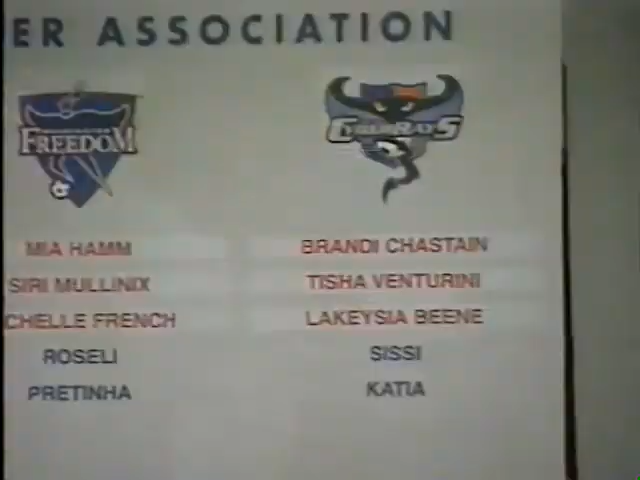 ER ASSOCIATION
FREEDOM
CYBERRAYS
MIA HAMM
BRANDI CHASTAIN
SIRI MULLINIX
TISHA VENTURINI
CHELLE FRENCH
LAKEYSIA BEENE
ROSELI
SISSI
PRETINHA
KATIA